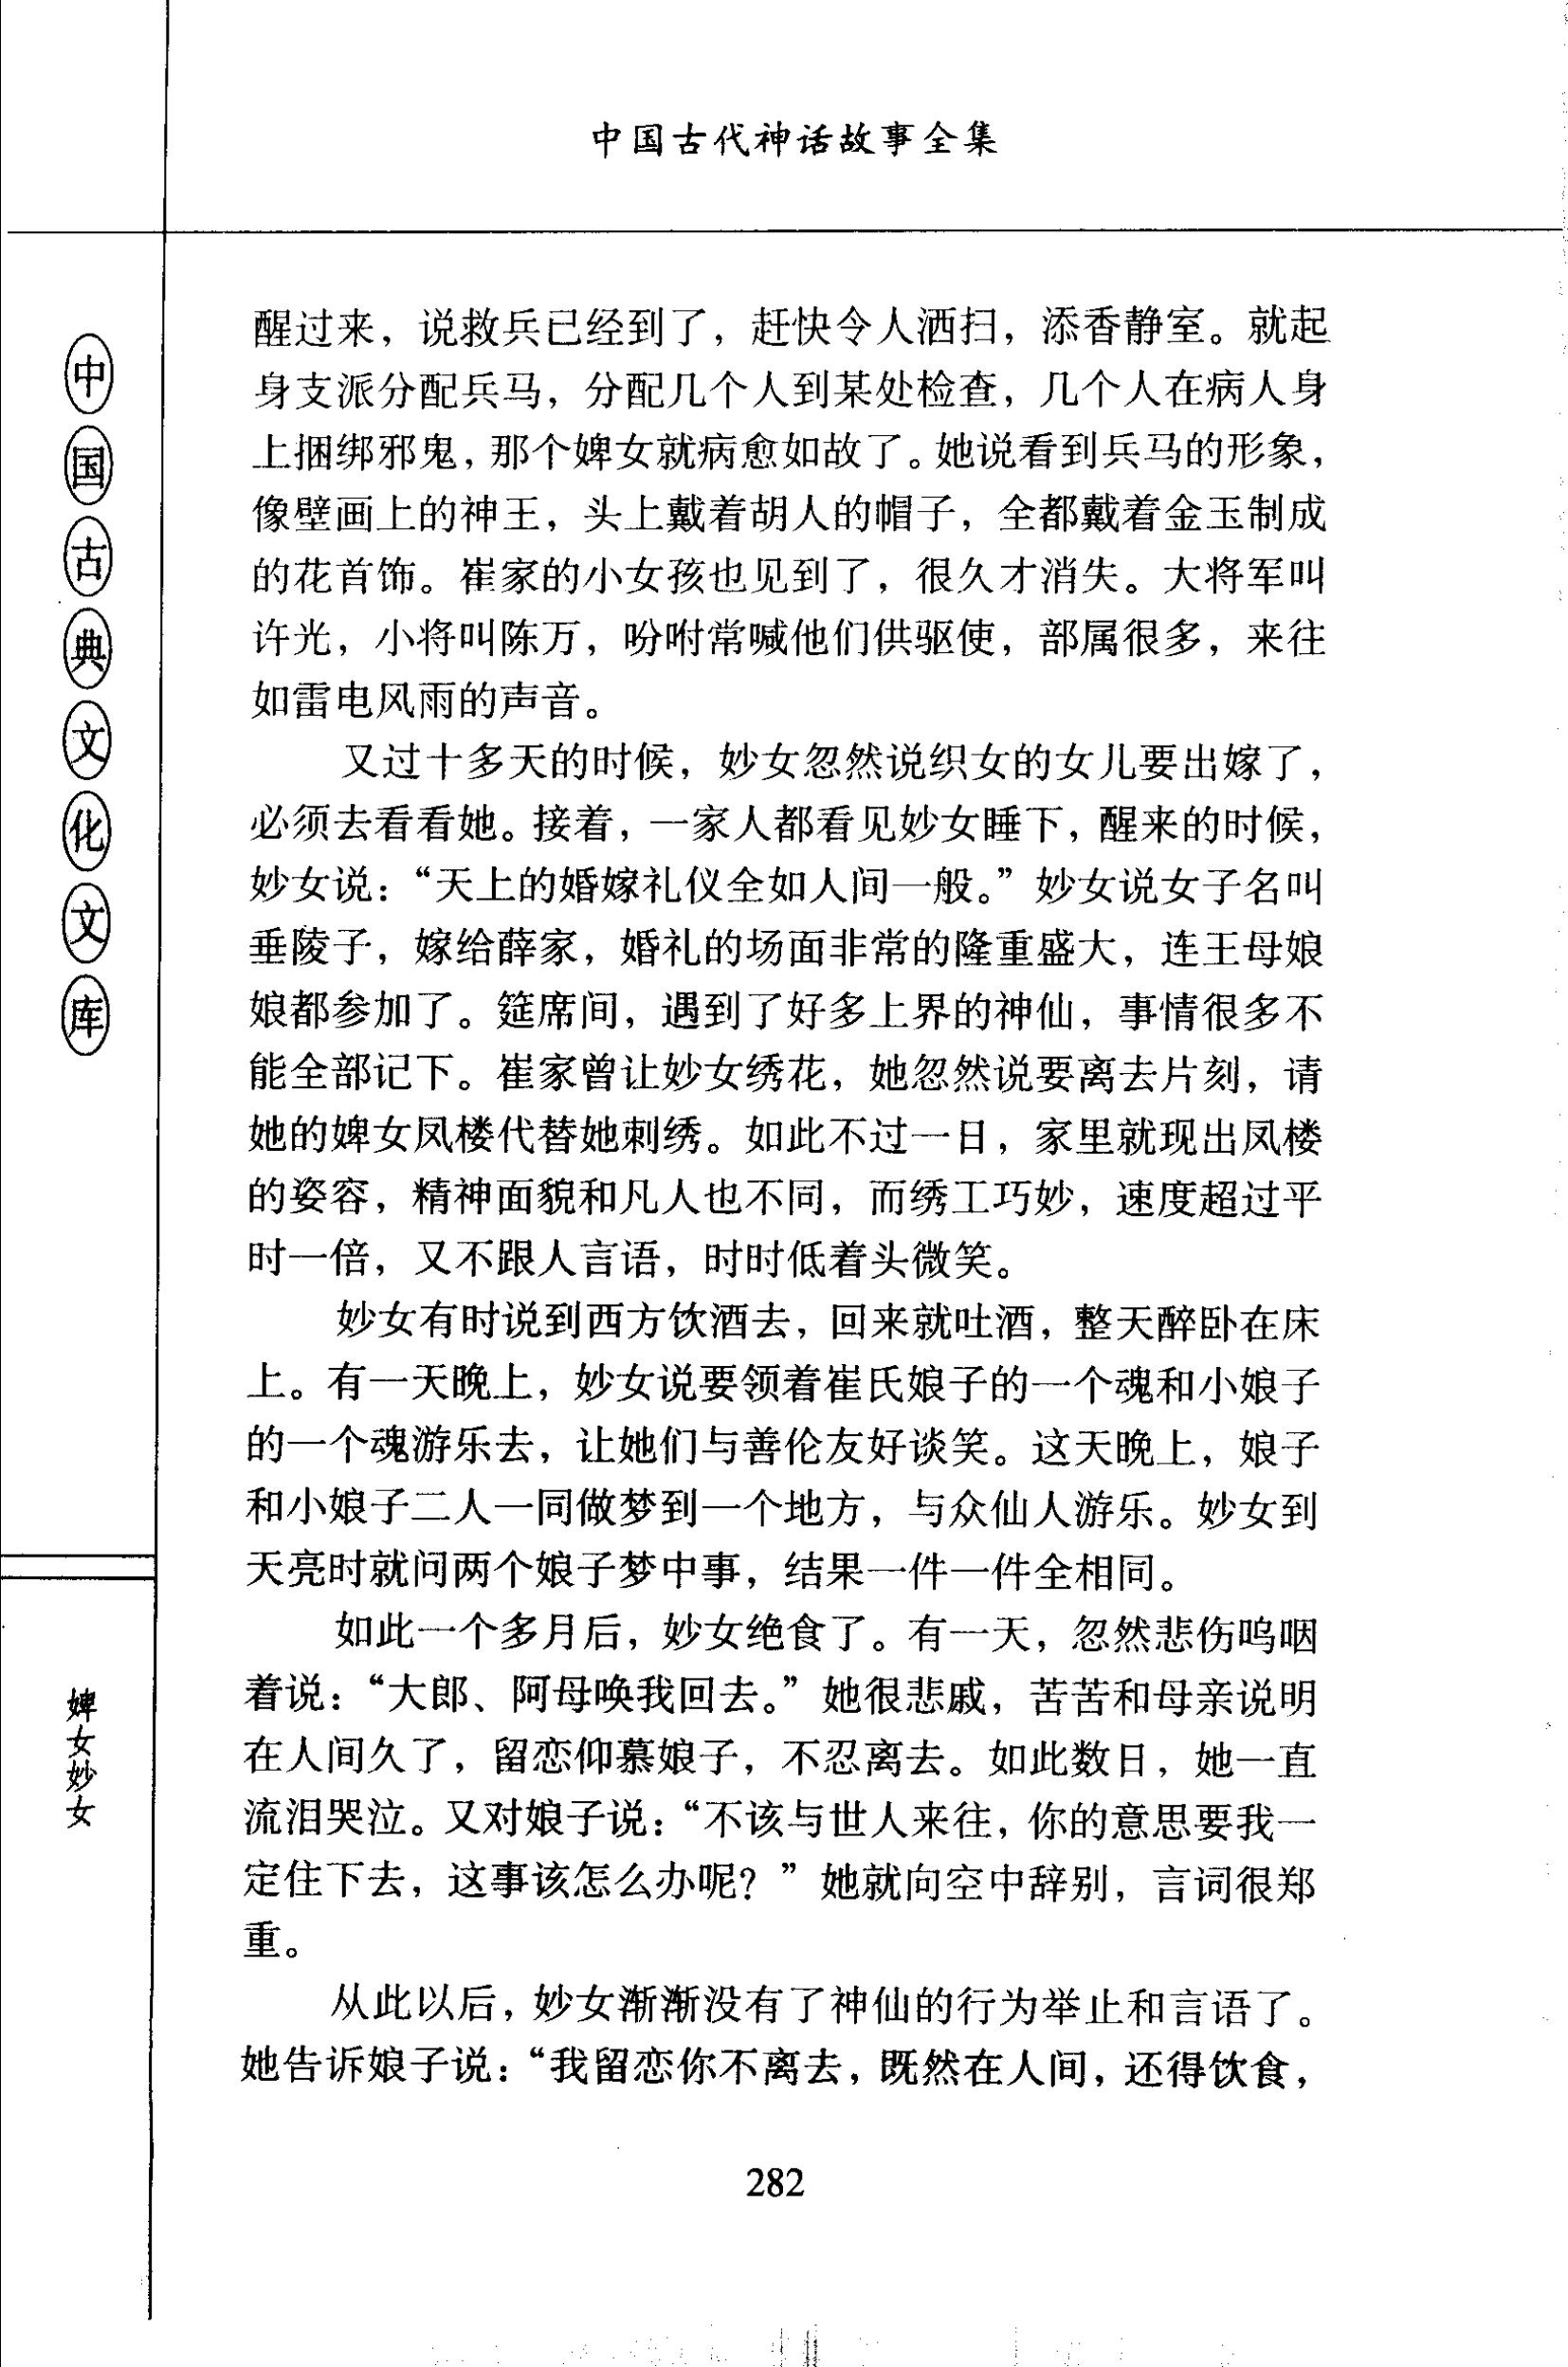 中国古代神话故事全集
中国古典文化文库
婢女妙女
醒过来，说救兵已经到了，赶快令人洒扫，添香静室。就起
身支派分配兵马，分配几个人到某处检查，几个人在病人身
上捆绑邪鬼，那个婢女就病愈如故了。她说看到兵马的形象，
像壁画上的神王，头上戴着胡人的帽子，全都戴着金玉制成
的花首饰。崔家的小女孩也见到了，很久才消失。大将军叫
许光，小将叫陈万，吩咐常喊他们供驱使，部属很多，来往
如雷电风雨的声音。
又过十多天的时候，妙女忽然说织女的女儿要出嫁了，
必须去看看她。接着，一家人都看见妙女睡下，醒来的时候，
妙女说：“天上的婚嫁礼仪全如人间一般。”妙女说女子名叫
垂陵子，嫁给薛家，婚礼的场面非常的隆重盛大，连王母娘
娘都参加了。筵席间，遇到了好多上界的神仙，事情很多不
能全部记下。崔家曾让妙女绣花，她忽然说要离去片刻，请
她的婢女凤楼代替她刺绣。如此不过一日，家里就现出凤楼
的姿容，精神面貌和凡人也不同，而绣工巧妙，速度超过平
时一倍，又不跟人言语，时时低着头微笑。
妙女有时说到西方饮酒去，回来就吐酒，整天醉卧在床
上。有一天晚上，妙女说要领着崔氏娘子的一个魂和小娘子
的一个魂游乐去，让她们与善伦友好谈笑。这天晚上，娘子
和小娘子二人一同做梦到一个地方，与众仙人游乐。妙女到
天亮时就问两个娘子梦中事，结果一件一件全相同。
如此一个多月后，妙女绝食了。有一天，忽然悲伤呜咽
着说：“大郎、阿母唤我回去。”她很悲戚，苦苦和母亲说明
在人间久了，留恋仰慕娘子，不忍离去。如此数日，她一直
流泪哭泣。又对娘子说：“不该与世人来往，你的意思要我一
定住下去，这事该怎么办呢？”她就向空中辞别，言词很郑
重。
从此以后，妙女渐渐没有了神仙的行为举止和言语了。
她告诉娘子说：“我留恋你不离去，既然在人间，还得饮食，
282